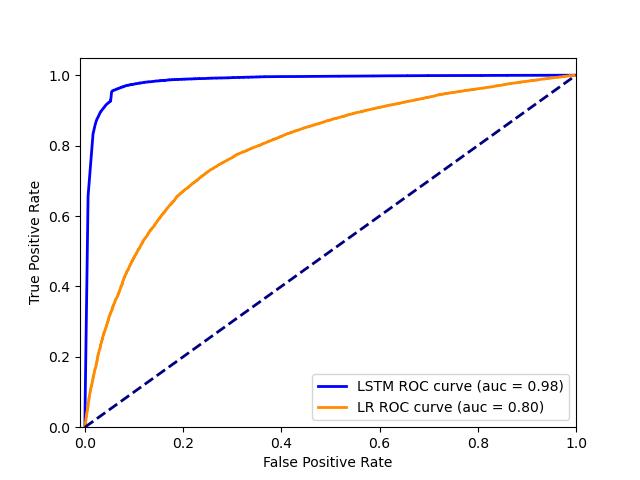 1.0
0.8
0.6
0.4
0.2
0.0
True Positive Rate
LSTM ROC curve (auc = 0.98)
LR ROC curve (auc = 0.80)
0.0 0.2 0.4 0.6 0.8 1.0
False Positive Rate